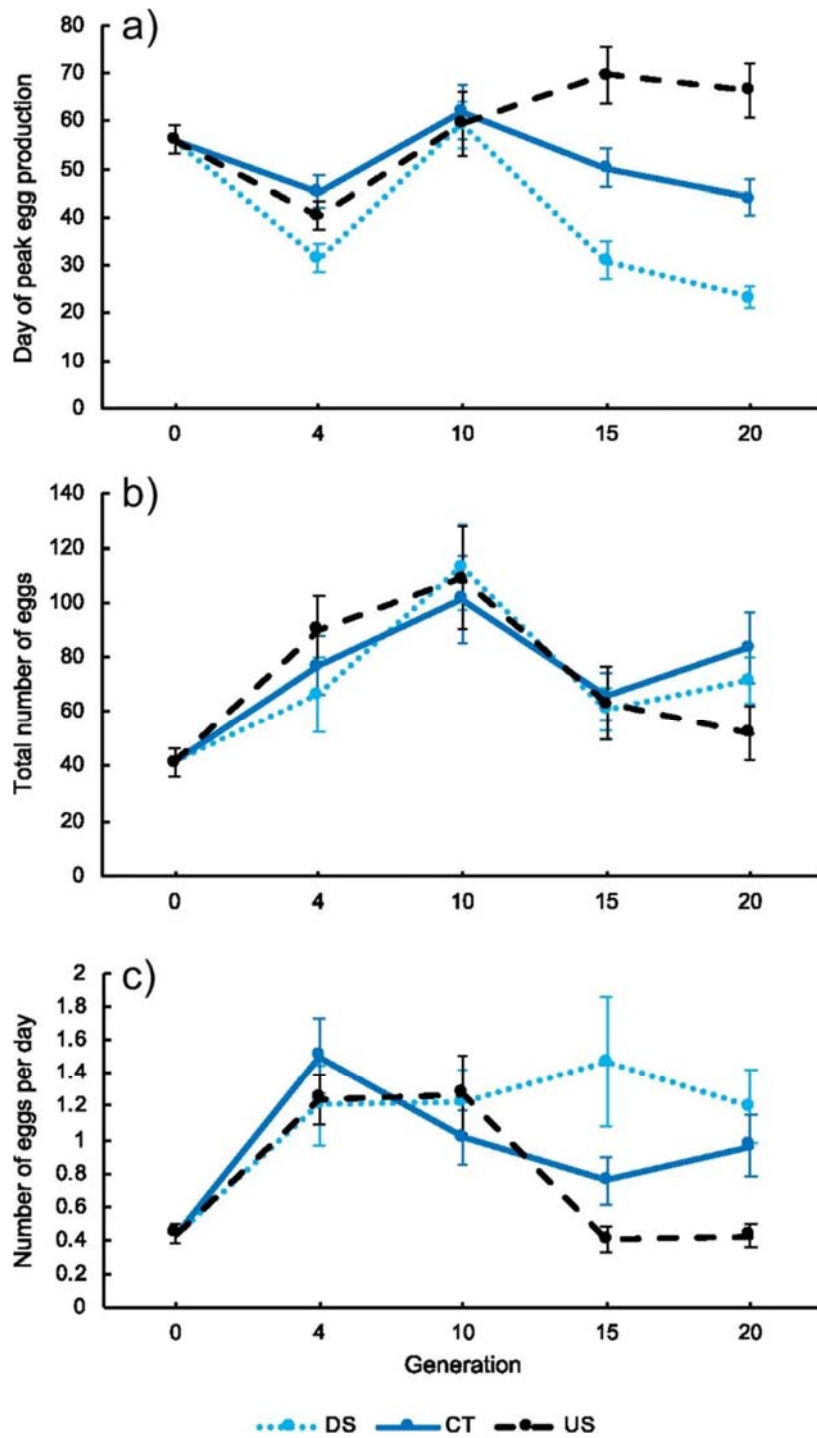 a)
Day of peak egg production
80
70
60
50
40
30
20
10
0
0 4 10 15 20
b)
Total number of eggs
140
120
100
80
60
40
20
0
0 4 10 15 20
c)
Number of eggs per day
2
1.8
1.6
1.4
1.2
1
0.8
0.6
0.4
0.2
0
0 4 10 15 20
Generation
DS CT US